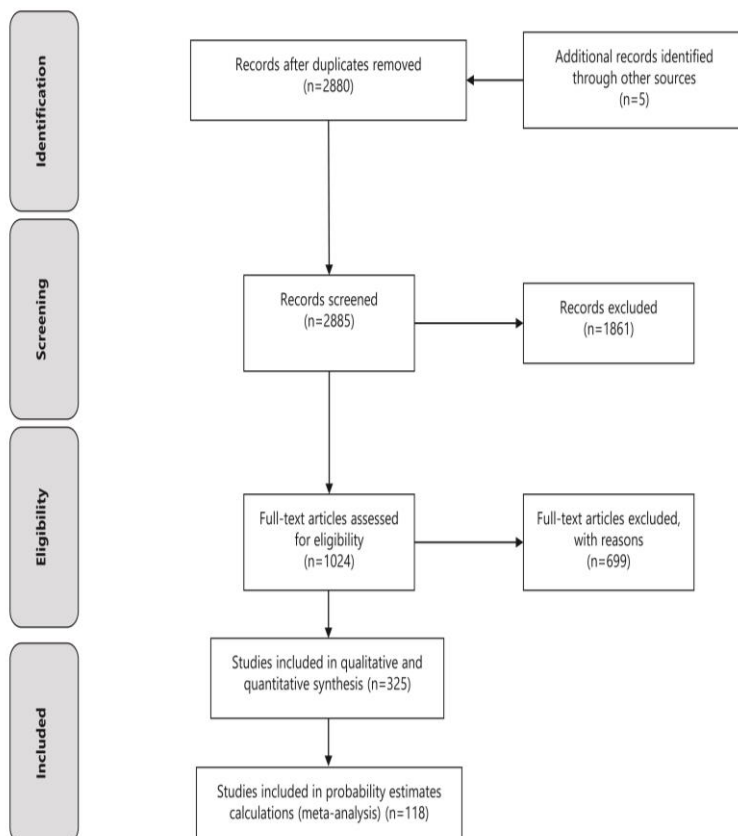 Identification
Records after duplicates removed
(n=2880)
Additional records identified
through other sources
(n=5)
Screening
Records screened
(n=2885)
Records excluded
(n=1861)
Eligibility
Full-text articles assessed
for eligibility
(n=1024)
Full-text articles excluded,
with reasons
(n=699)
Included
Studies included in qualitative and
quantitative synthesis (n=325)
Studies included in probability estimates
calculations (meta-analysis) (n=118)